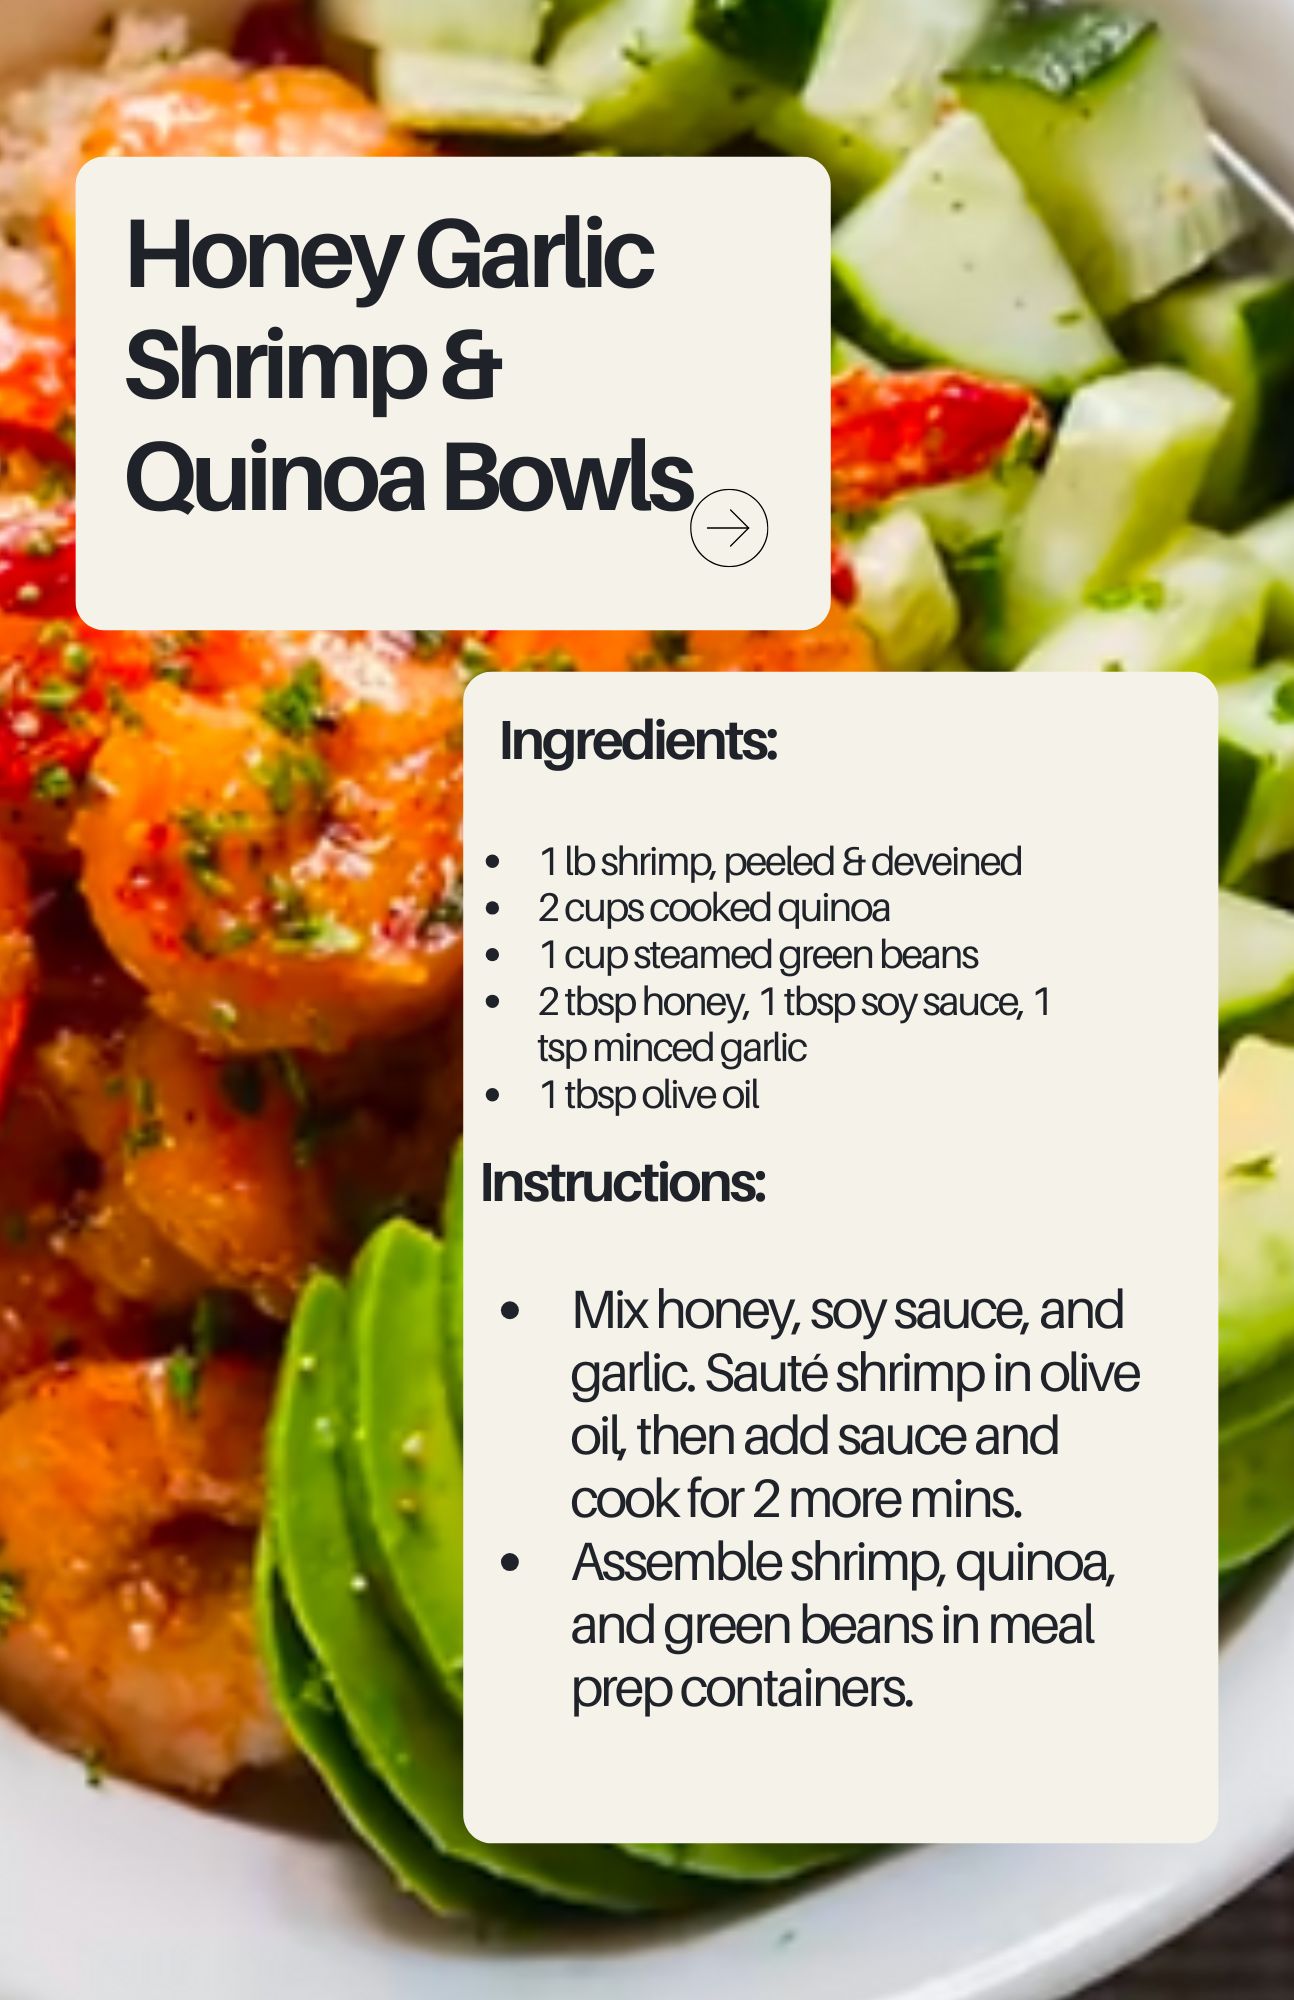 Honey Garlic
Shrimp &
Quinoa Bowls
Ingredients:
• 1 lb shrimp, peeled & deveined
• 2 cups cooked quinoa
• 1 cup steamed green beans
• 2 tbsp honey, 1 tbsp soy sauce, 1
tsp minced garlic
• 1 tbsp olive oil
Instructions:
• Mix honey, soy sauce, and
garlic. Sauté shrimp in olive
oil, then add sauce and
cook for 2 more mins.
• Assemble shrimp, quinoa,
and green beans in meal
prep containers.